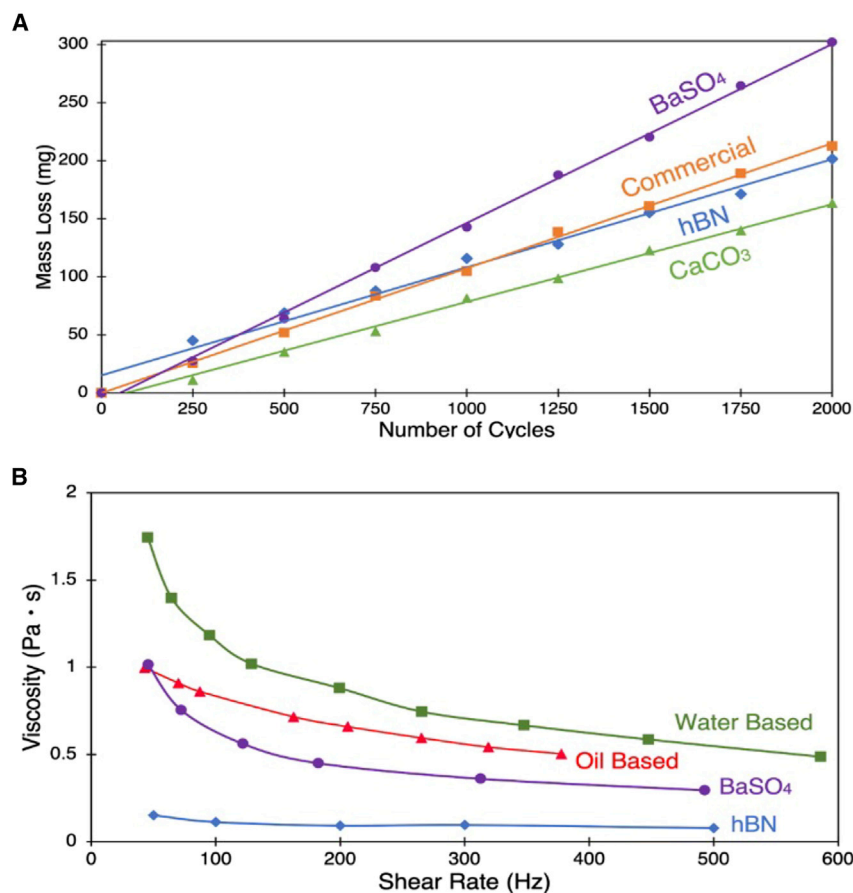 A
300
250
200
150
100
50
0
Mass Loss (mg)
BaSO₄
Commercial
hBN
CaCO₃
0 250 500 750 1000 1250 1500 1750 2000
Number of Cycles
B
2
1.5
1
0.5
0
Viscosity (Pa · s)
Water Based
Oil Based
BaSO₄
hBN
0 100 200 300 400 500 600
Shear Rate (Hz)